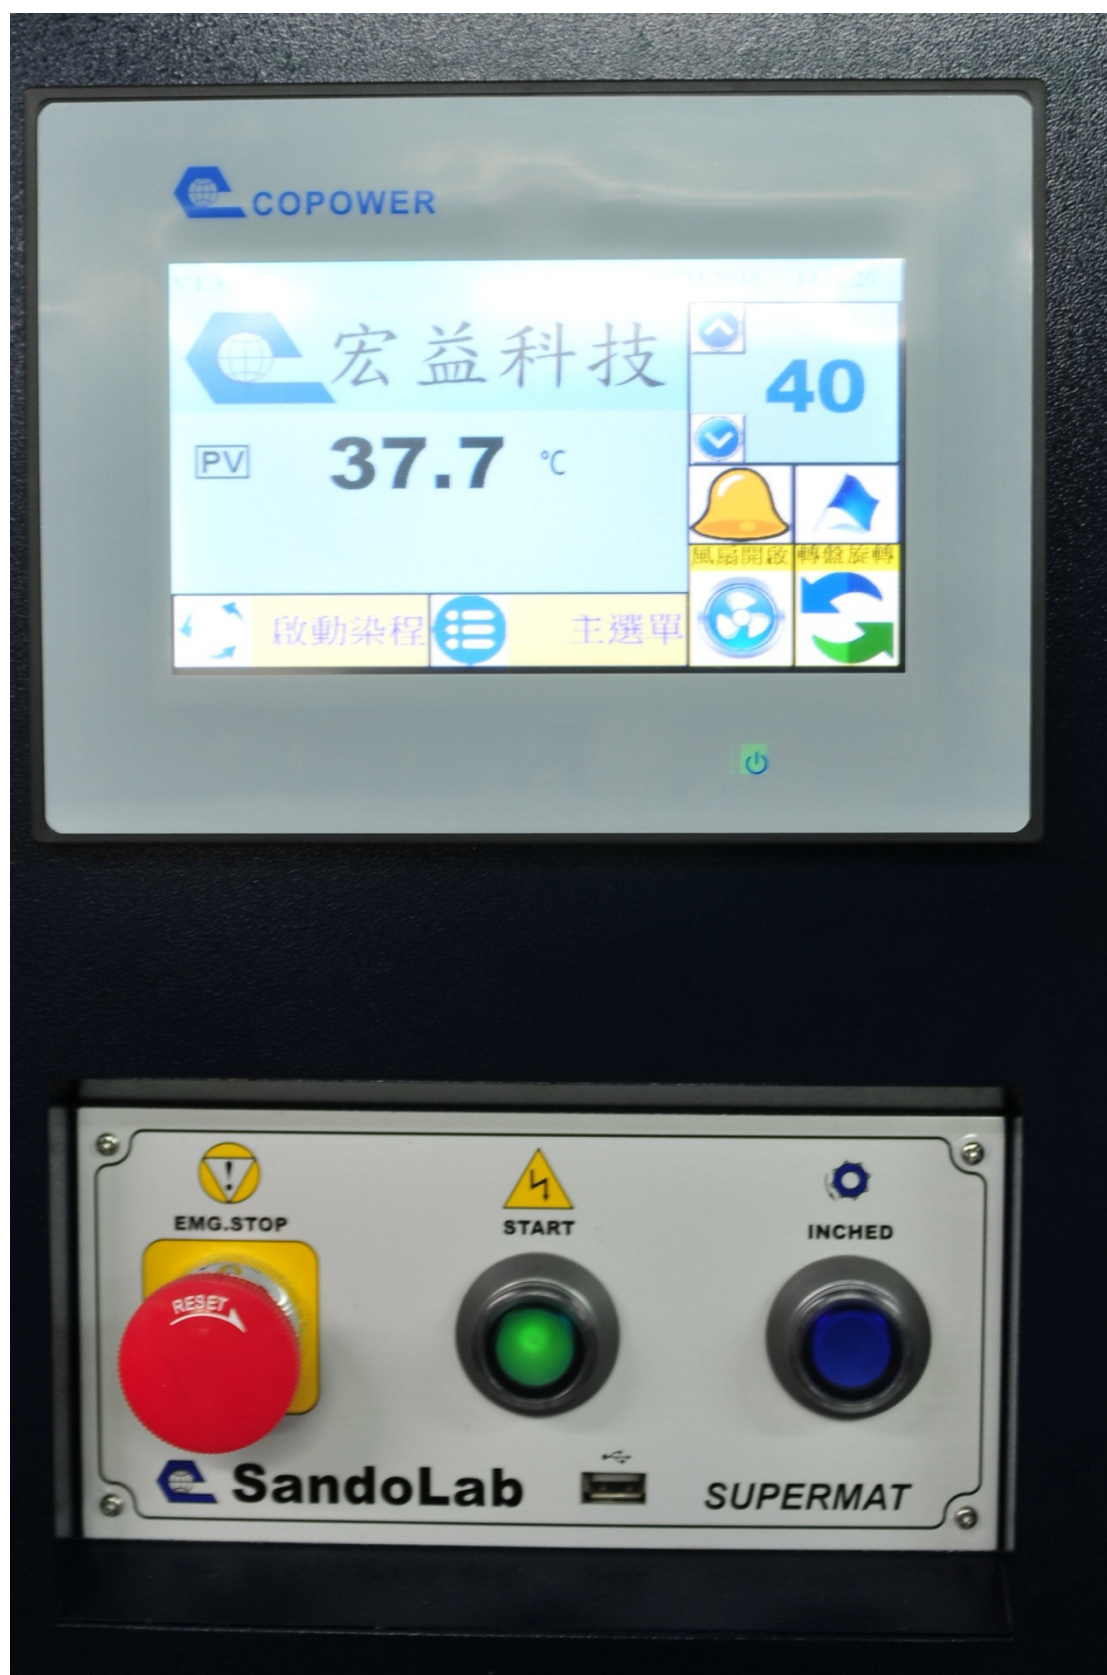 COPOWER
宏益科技
40
PV 37.7 ℃
風扇開啟 轉盤旋轉
啟動染程 主選單
EMG.STOP
START
INCHED
RESET
SandoLab
SUPERMAT